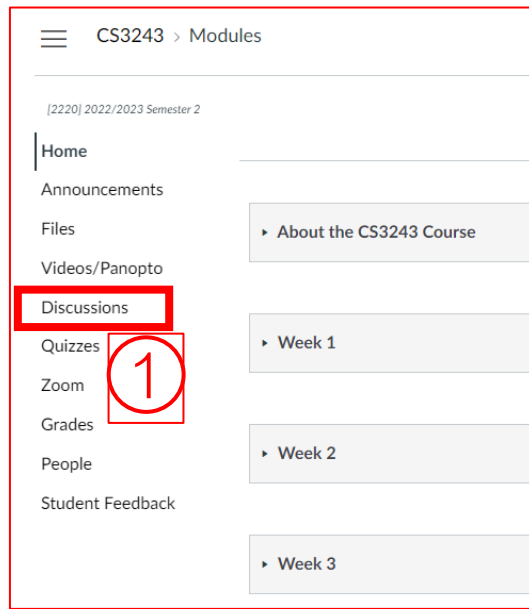 CS3243 > Modules
[2220] 2022/2023 Semester 2
Home
Announcements
Files
Videos/Panopto
Discussions
Quizzes
Zoom
Grades
People
Student Feedback
1
About the CS3243 Course
Week 1
Week 2
Week 3